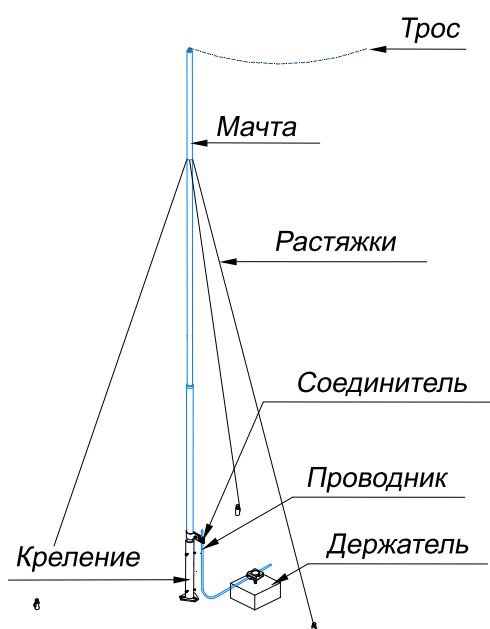 Трос
Мачта
Растяжки
Соединитель
Проводник
Держатель
Креление